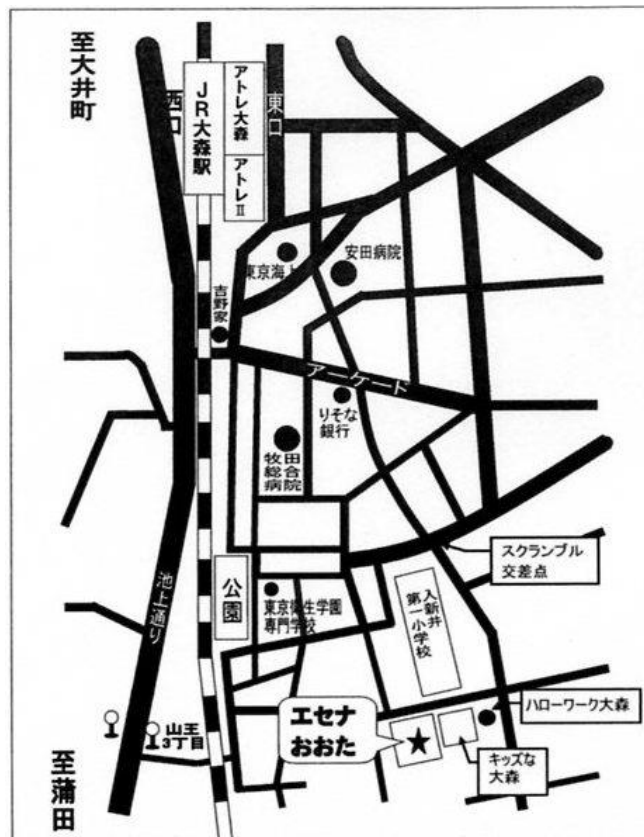 至大井町
西口
JR大森駅
アトレ大森
アトレⅡ
東口
東京海上
安田病院
吉野家
アーケード
りそな
銀行
牧田
総合
病院
スクランブル
交差点
公園
東京衛生学園
専門学校
入新井
第一小学校
池上通り
ハローワーク大森
エセナ
おおた
キッズな
大森
山王
3丁目
至蒲田